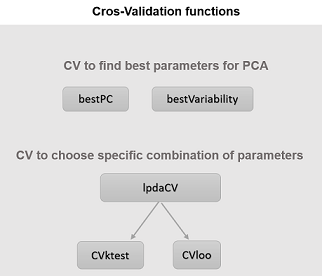 Cros-Validation functions
CV to find best parameters for PCA
bestPC bestVariability
CV to choose specific combination of parameters
lpdaCV
CVktest CVloo